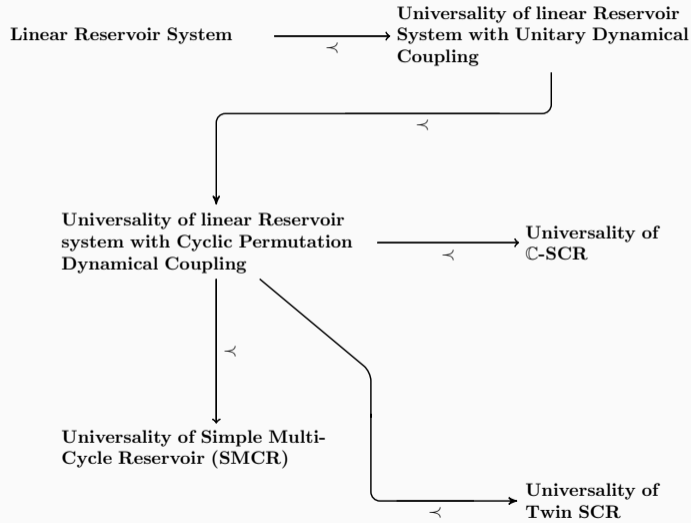 Linear Reservoir System
≺
Universality of linear Reservoir
System with Unitary Dynamical
Coupling
≺
Universality of linear Reservoir
system with Cyclic Permutation
Dynamical Coupling
≺
Universality of
ℂ-SCR
≺
Universality of Simple Multi-
Cycle Reservoir (SMCR)
≺
Universality of
Twin SCR